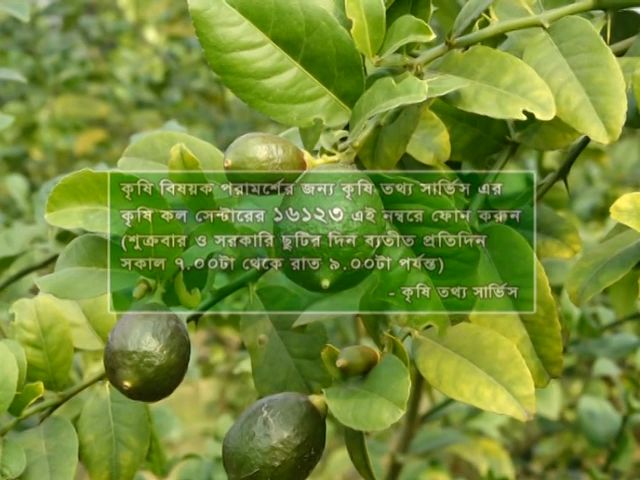 কৃষি বিষয়ক পরামর্শের জন্য কৃষি তথ্য সার্ভিস এর
কৃষি কল সেন্টারের ১৬১২৩ এই নম্বরে ফোন করুন
(শুক্রবার ও সরকারি ছুটির দিন ব্যতীত প্রতিদিন
সকাল ৭.০০টা থেকে রাত ৯.০০টা পর্যন্ত)
- কৃষি তথ্য সার্ভিস